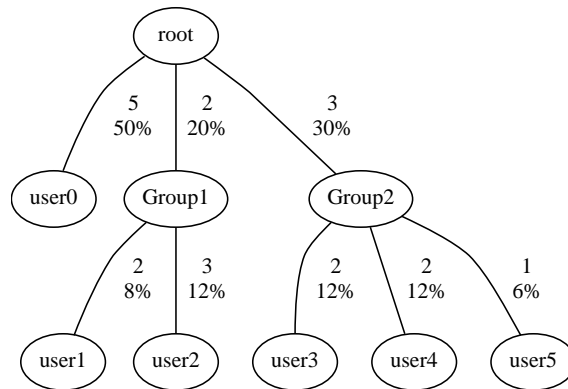 root
5
50%
2
20%
3
30%
user0
Group1
Group2
2
8%
3
12%
2
12%
2
12%
1
6%
user1
user2
user3
user4
user5